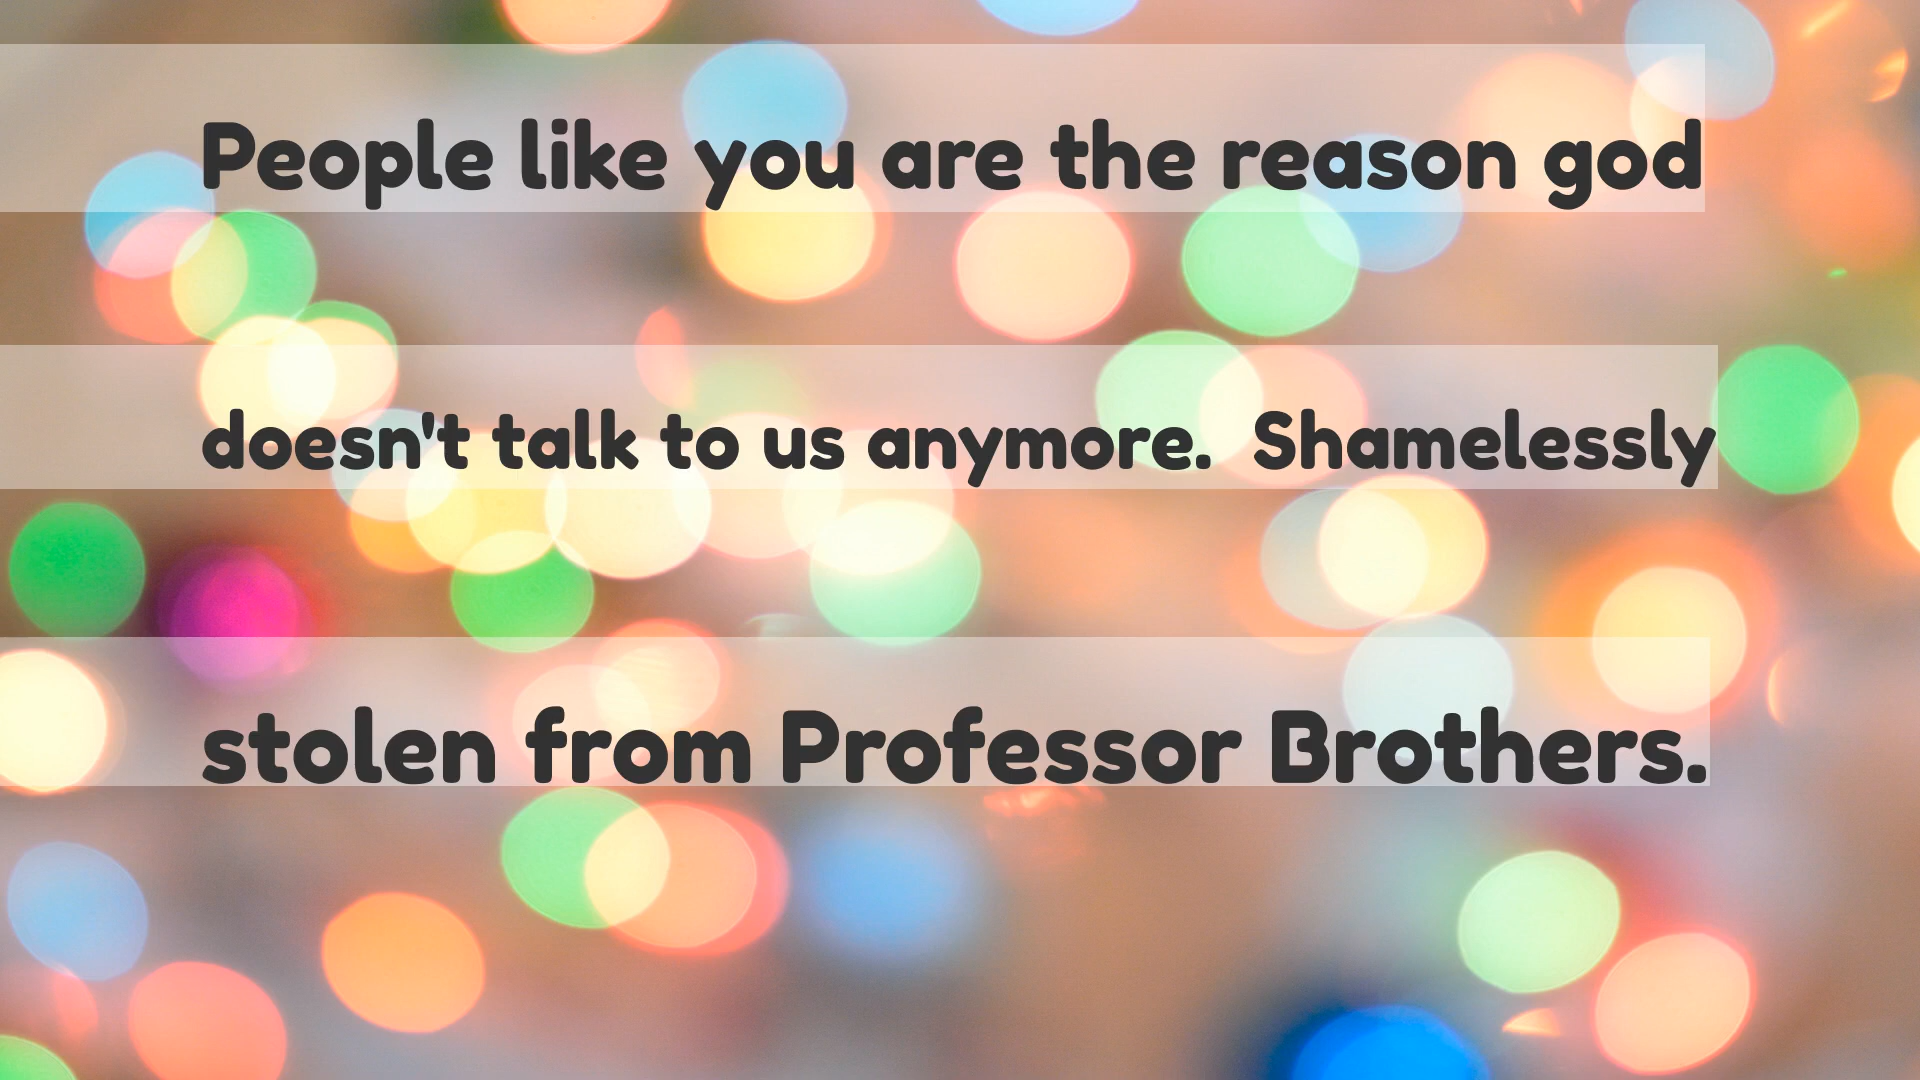 People like you are the reason god
doesn't talk to us anymore.  Shamelessly
stolen from Professor Brothers.